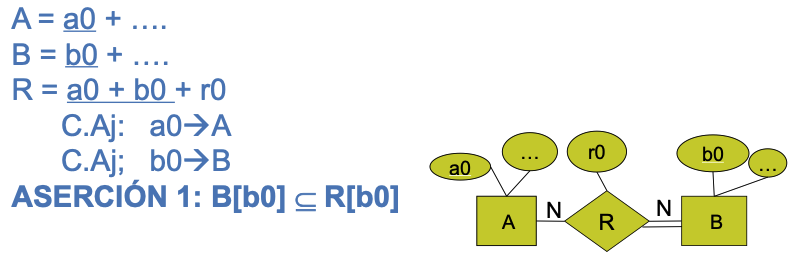 A = a0 + ….
B = b0 + ….
R = a0 + b0 + r0
C.Aj: a0→A
C.Aj; b0→B
ASERCIÓN 1: B[b0] ⊆ R[b0]
a0
…
r0
b0
…
A
N
R
N
B